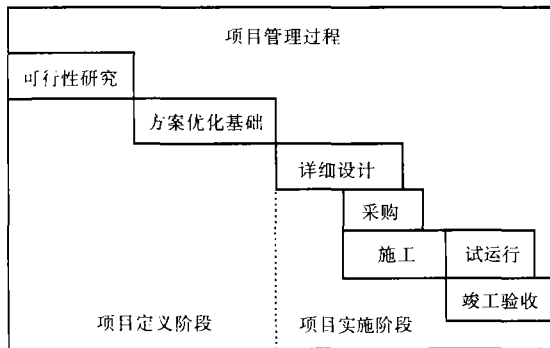 项目管理过程
可行性研究
方案优化基础
详细设计
采购
施工
试运行
竣工验收
项目定义阶段
项目实施阶段